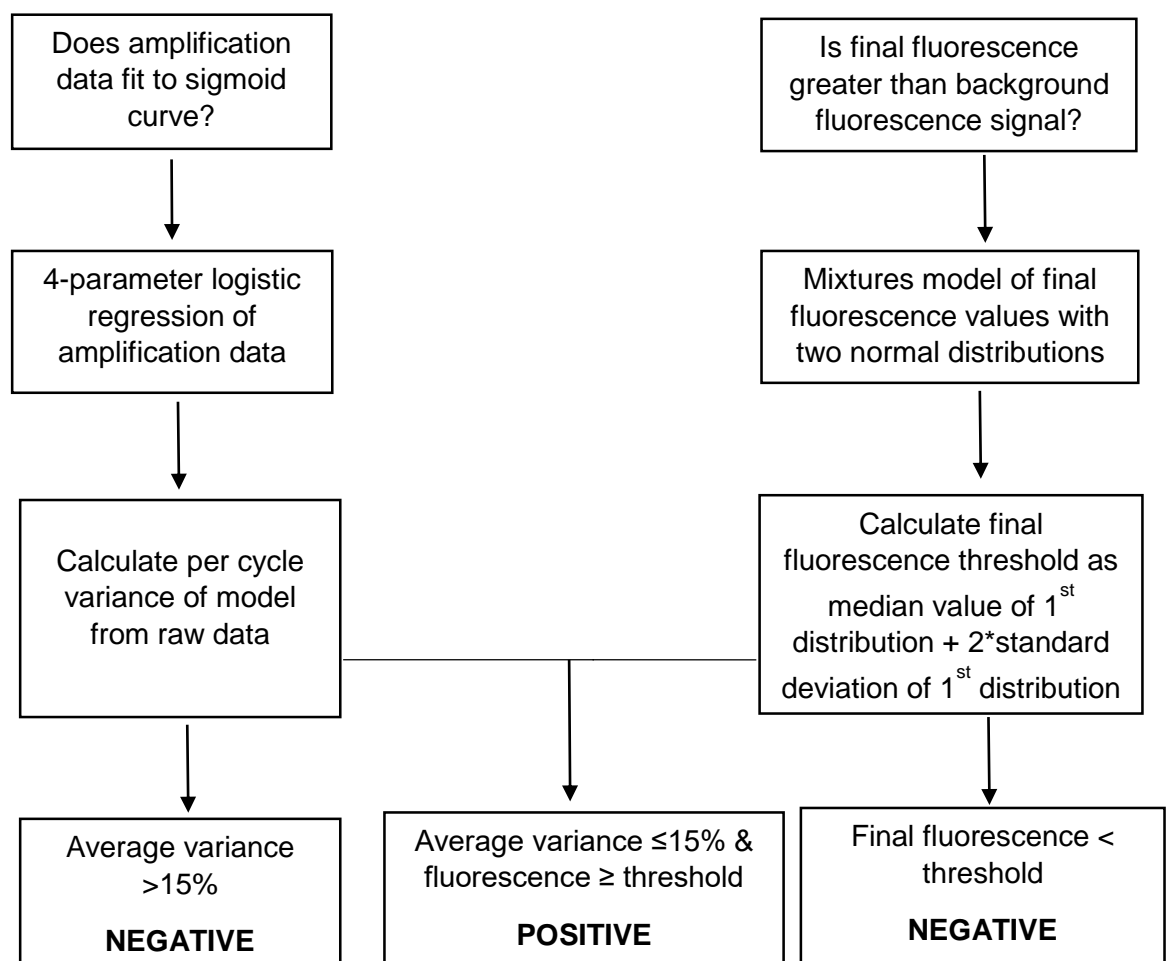 Does amplification
data fit to sigmoid
curve?
Is final fluorescence
greater than background
fluorescence signal?
4-parameter logistic
regression of
amplification data
Mixtures model of final
fluorescence values with
two normal distributions
Calculate per cycle
variance of model
from raw data
Calculate final
fluorescence threshold as
median value of 1st
distribution + 2*standard
deviation of 1st distribution
Average variance
>15%
NEGATIVE
Average variance ≤15% &
fluorescence ≥ threshold
POSITIVE
Final fluorescence <
threshold
NEGATIVE